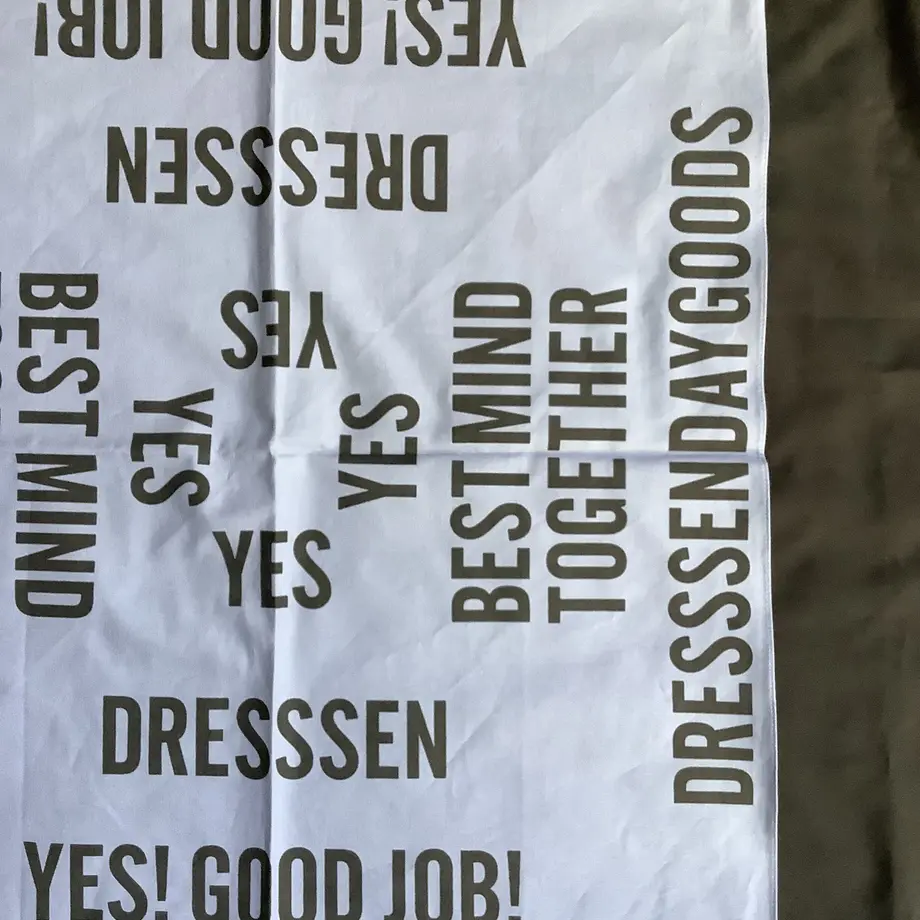 YES! GOOD JOB!
DRESSSEN
YES
BEST MIND
YES
YES
BEST MIND
TOGETHER
DRESSSENDAYGOODS
YES
DRESSSEN
YES! GOOD JOB!